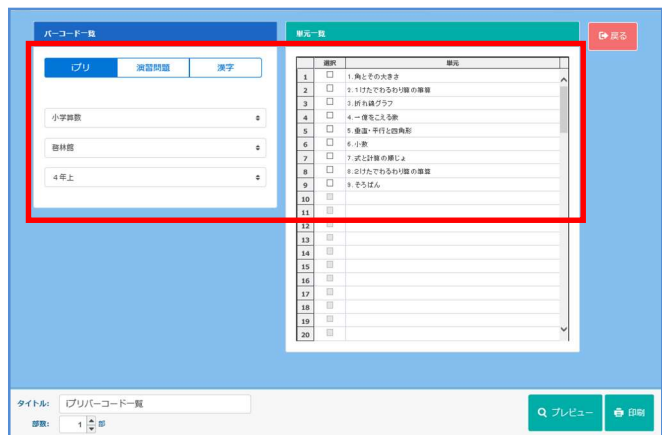 バーコード一覧
iプリ 演習問題 漢字
小学算数
啓林館
4年上
単元一覧
戻る
選択 単元
1 1.角とその大きさ
2 2.1けたでわるわり算の筆算
3 3.折れ線グラフ
4 4.一億をこえる数
5 5.垂直・平行と四角形
6 6.小数
7 7.式と計算の順じょ
8 8.2けたでわるわり算の筆算
9 9.そろばん
10
11
12
13
14
15
16
17
18
19
20
タイトル: iプリバーコード一覧
部数: 1 部
プレビュー 印刷